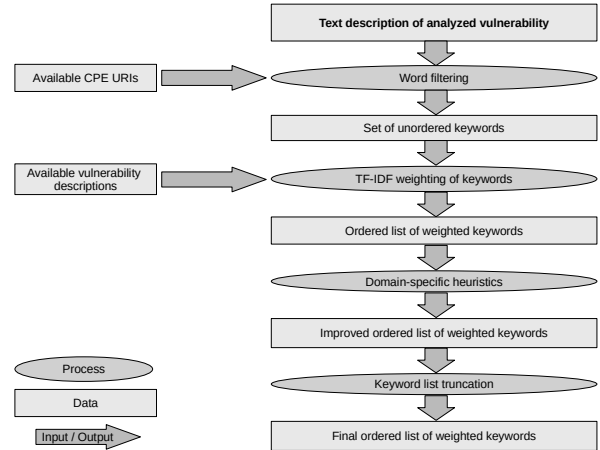 Text description of analyzed vulnerability
Available CPE URIs
Word filtering
Set of unordered keywords
Available vulnerability
descriptions
TF-IDF weighting of keywords
Ordered list of weighted keywords
Domain-specific heuristics
Improved ordered list of weighted keywords
Process
Keyword list truncation
Data
Input / Output
Final ordered list of weighted keywords